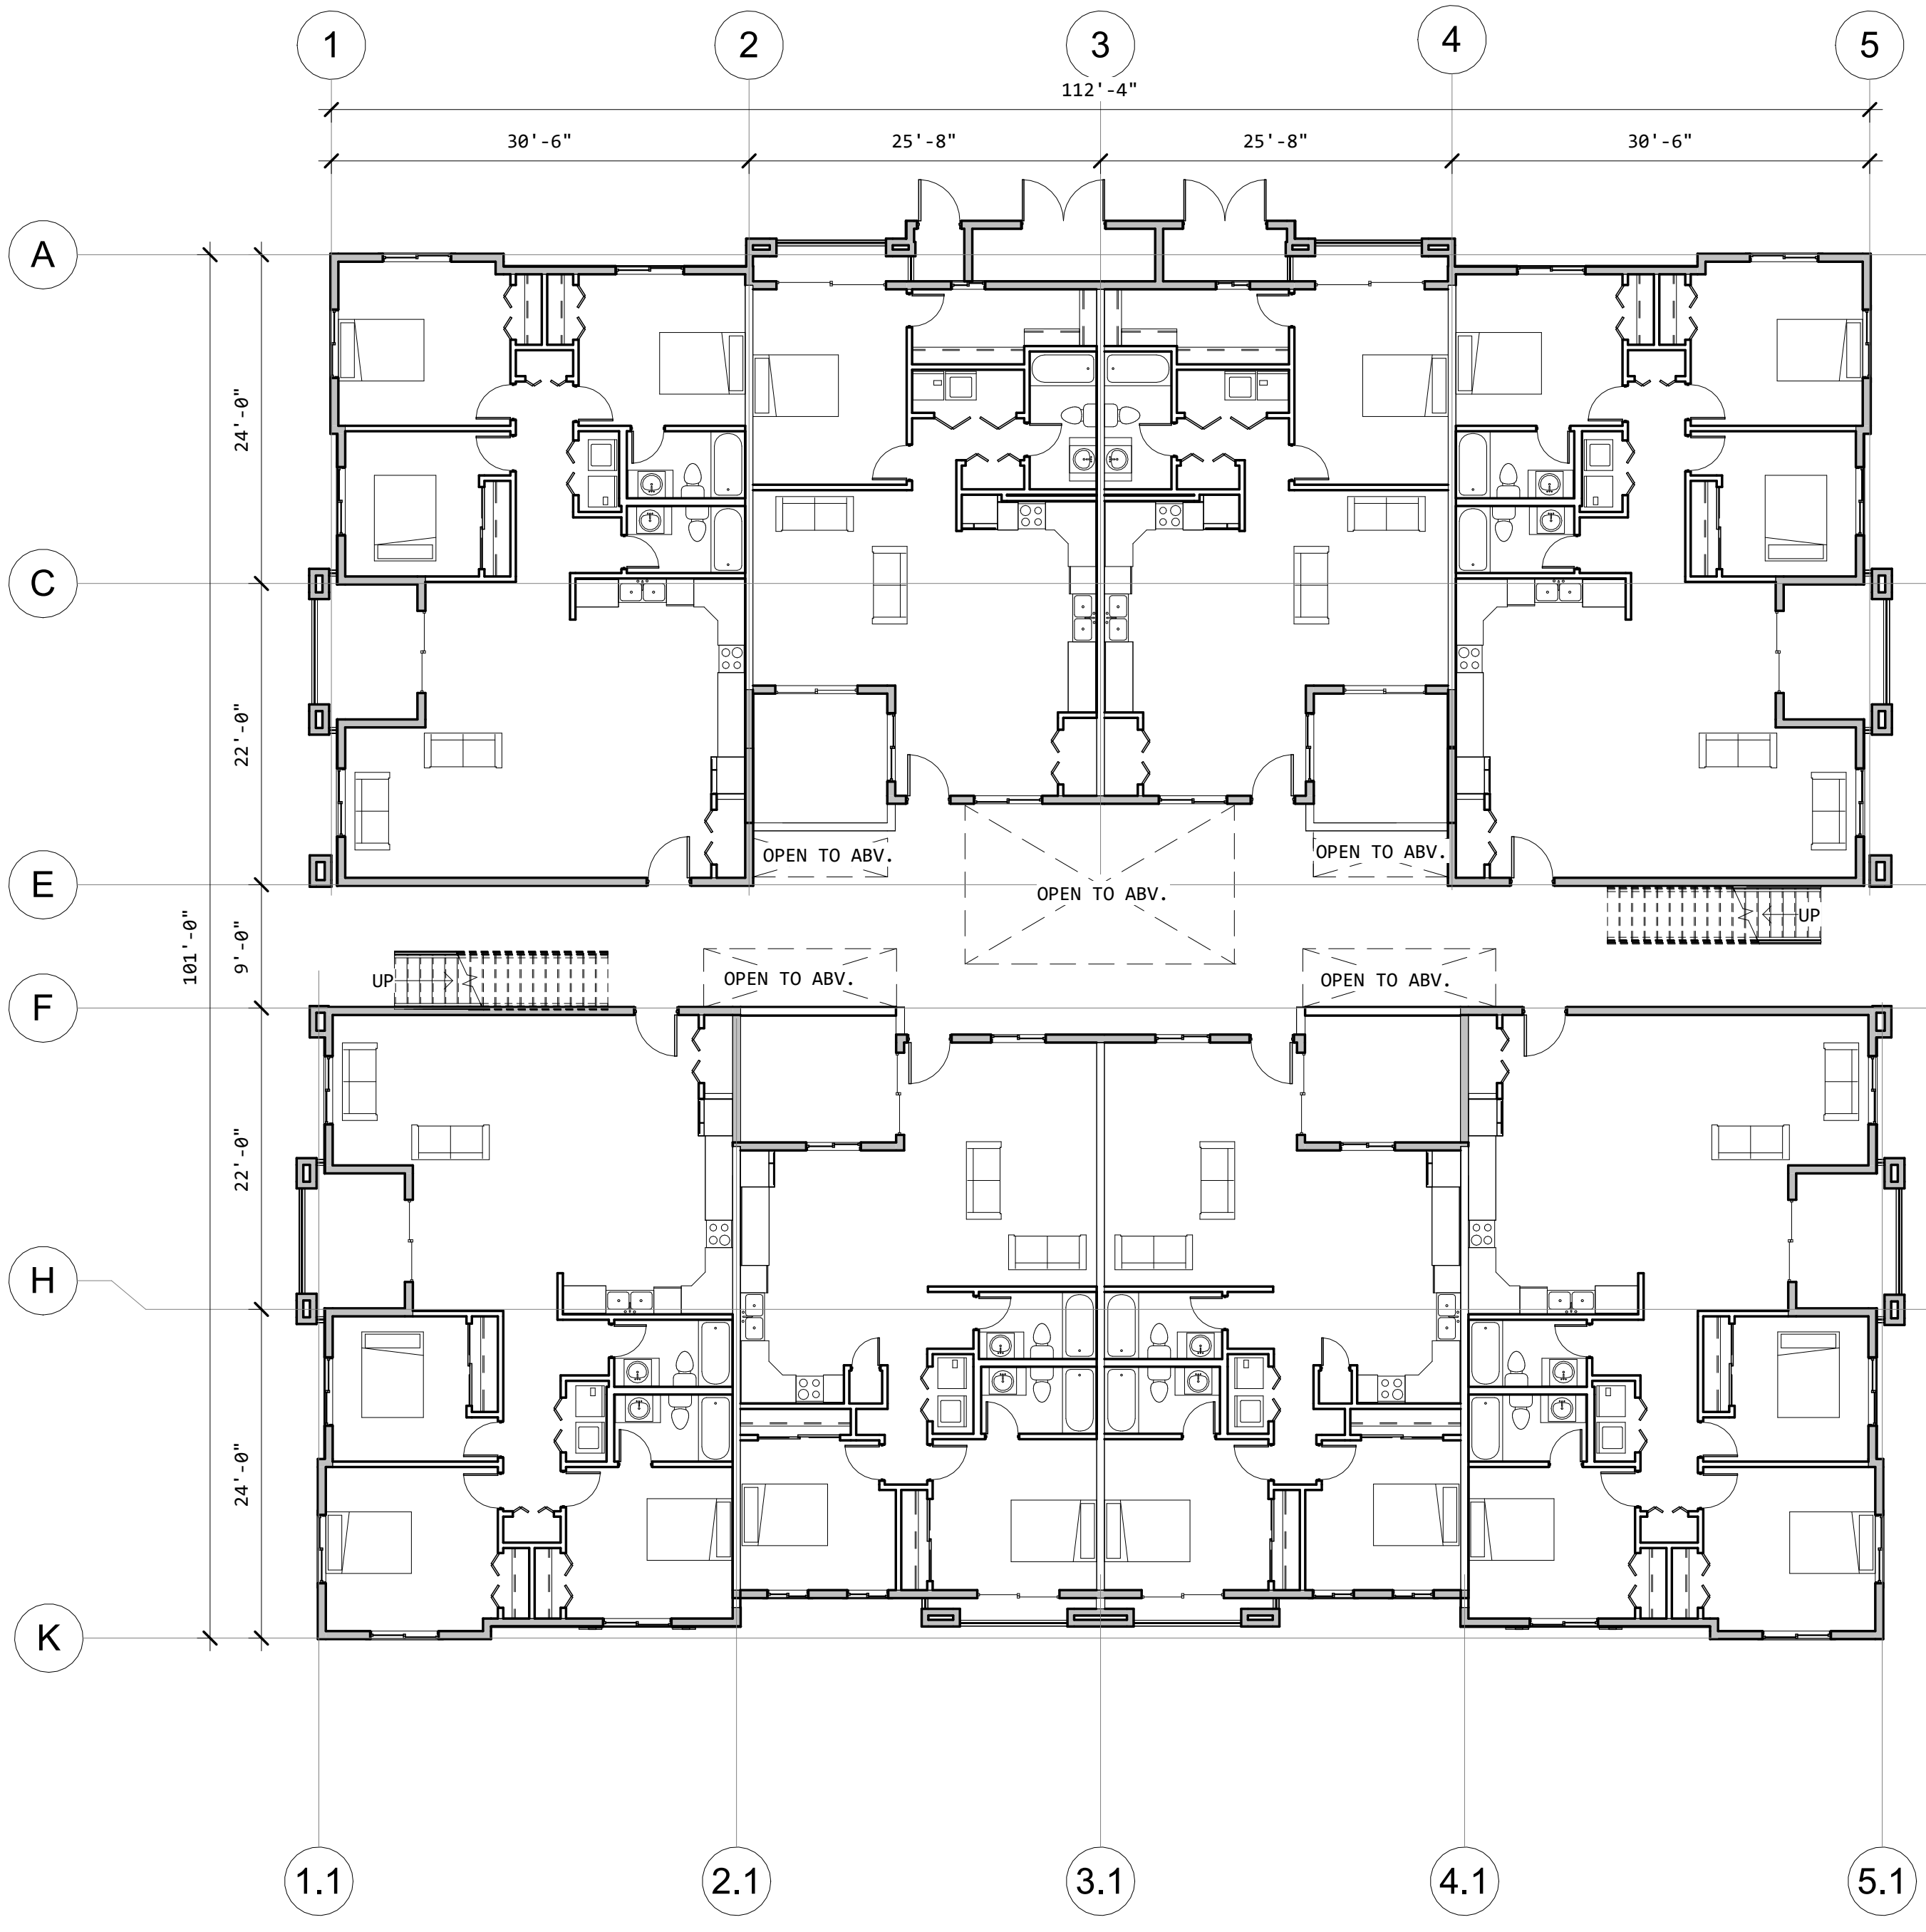 1 2 3 4 5
112'-4"
30'-6" 25'-8" 25'-8" 30'-6"
A
24'-0"
C
22'-0"
OPEN TO ABV. OPEN TO ABV.
E
OPEN TO ABV.
UP
101'-0" 9'-0"
UP OPEN TO ABV. OPEN TO ABV.
F
22'-0"
H
24'-0"
K
1.1 2.1 3.1 4.1 5.1